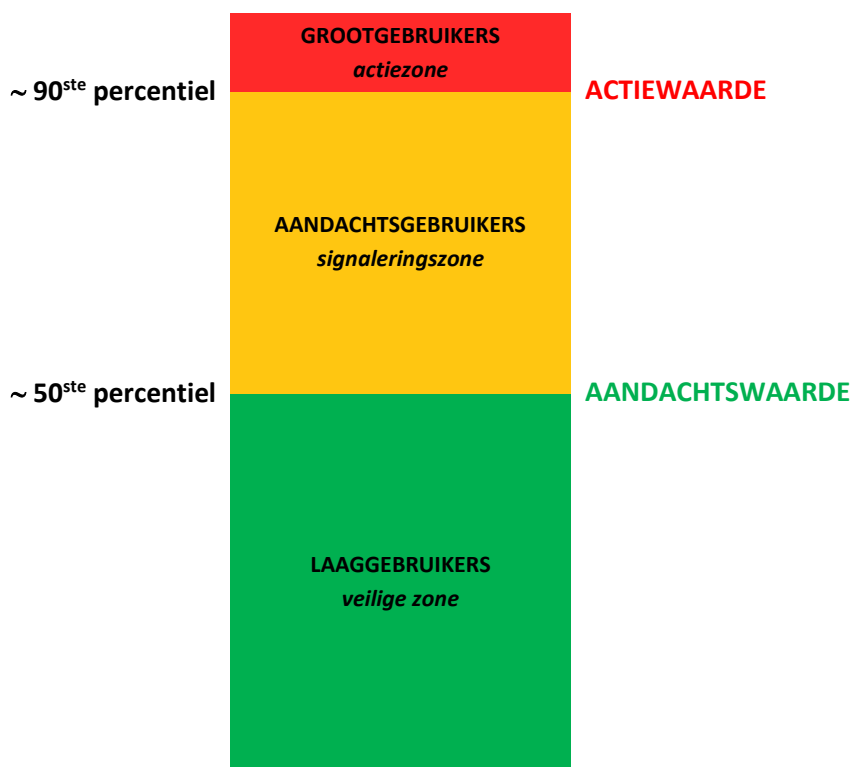 GROOTGEBRUIKERS
actiezone
~ 90ste percentiel
ACTIEWAARDE
AANDACHTSGEBRUIKERS
signaleringszone
~ 50ste percentiel
AANDACHTSWAARDE
LAAGGEBRUIKERS
veilige zone